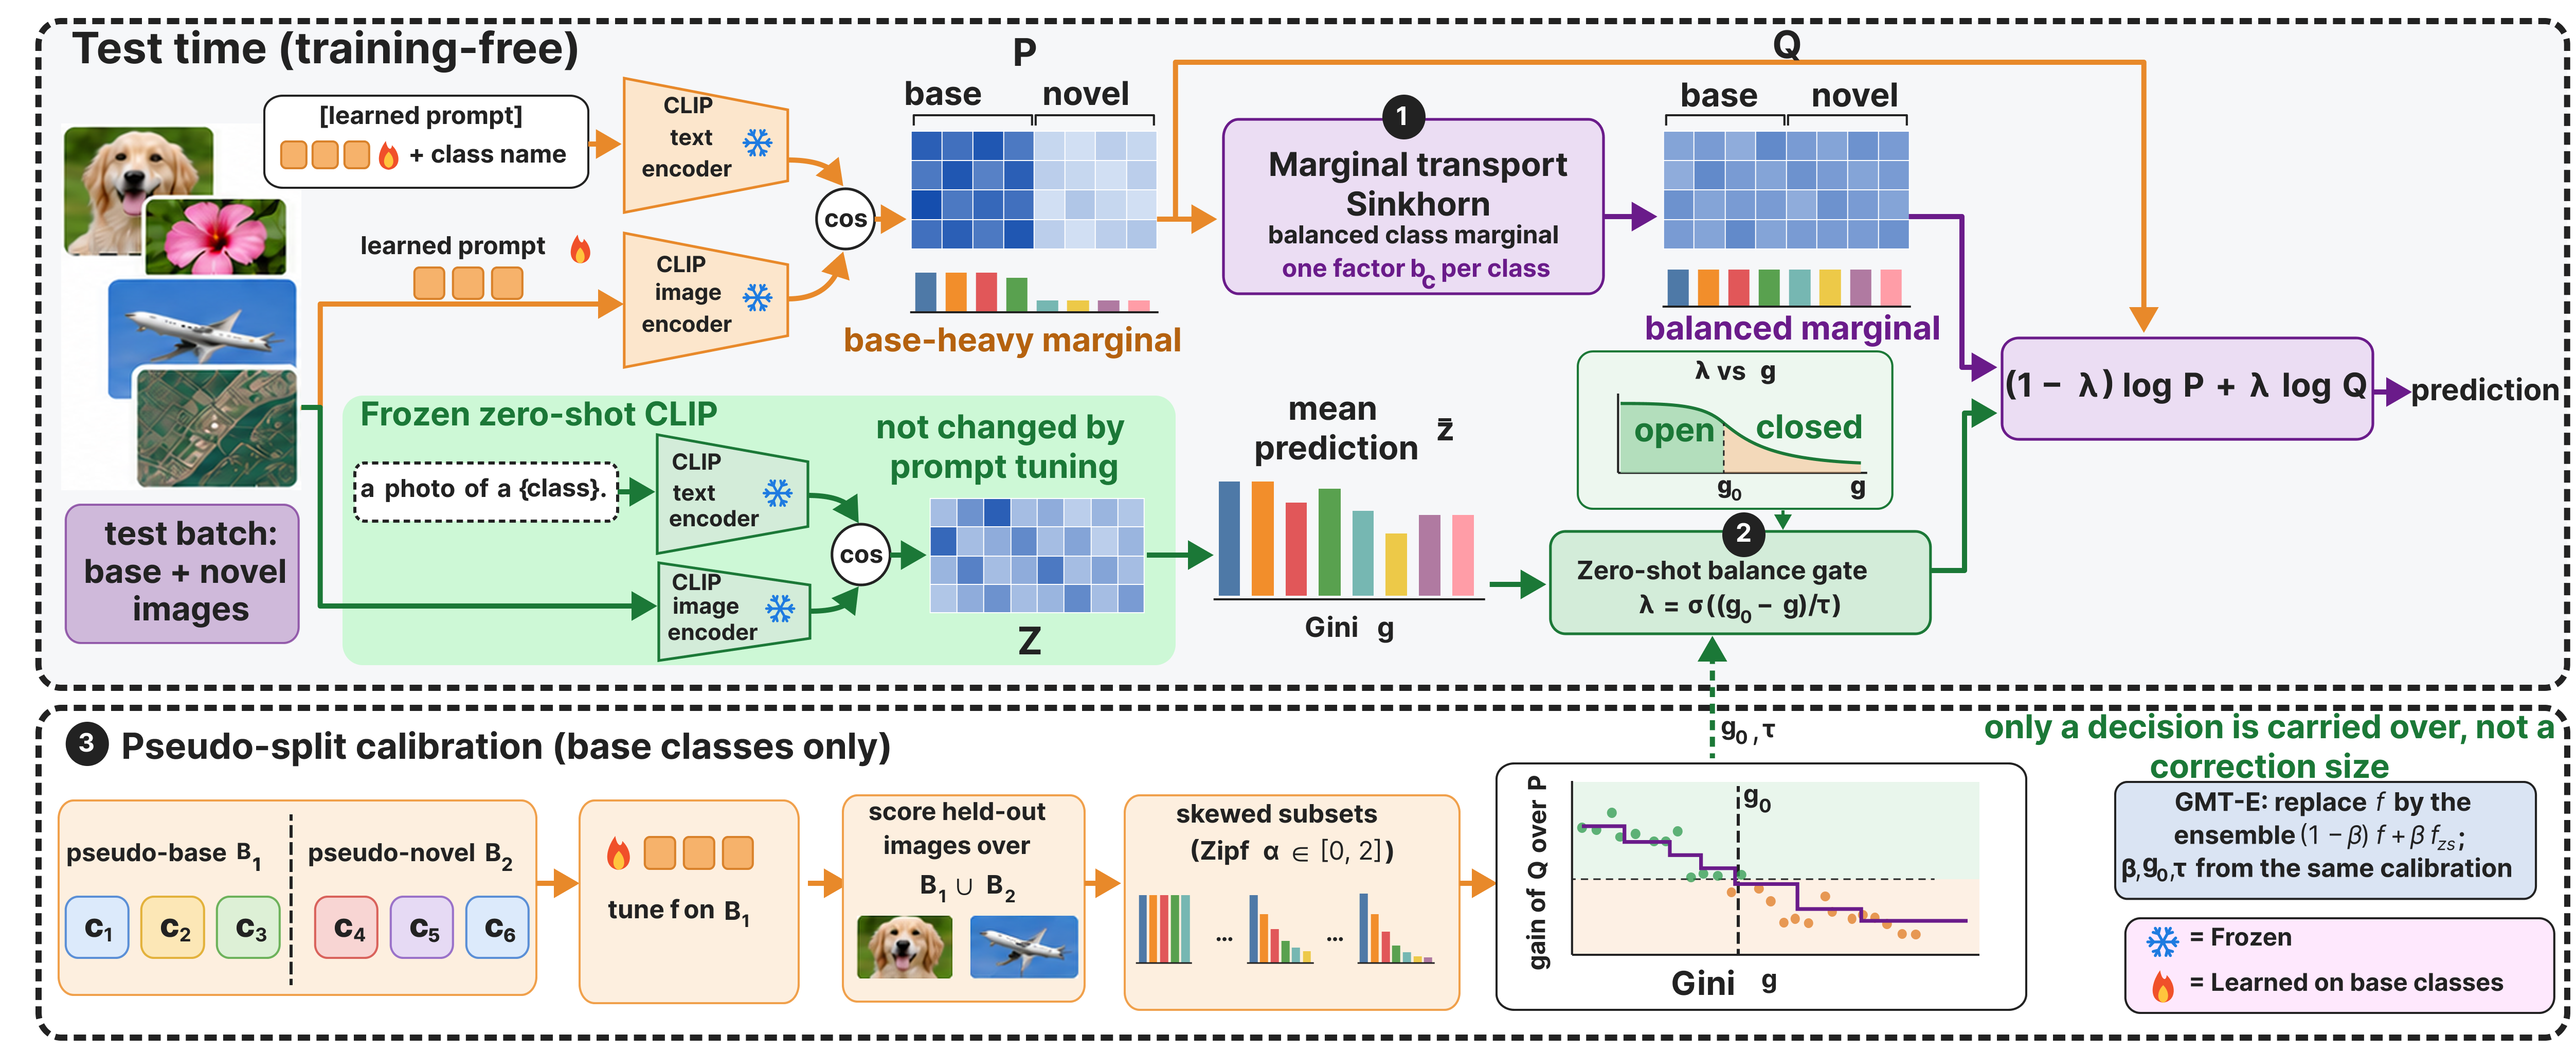 Test time (training-free)
P
Q
[learned prompt]
+ class name
CLIP
text
encoder
cos
base novel
base-heavy marginal
learned prompt
CLIP
image
encoder
1
Marginal transport
Sinkhorn
balanced class marginal
one factor b_c per class
base novel
balanced marginal
(1 − λ) log P + λ log Q
prediction
test batch:
base + novel
images
Frozen zero-shot CLIP
not changed by
prompt tuning
a photo of a {class}.
CLIP
text
encoder
CLIP
image
encoder
cos
Z
mean
prediction z̄
Gini g
λ vs g
open closed
g₀ g
2
Zero-shot balance gate
λ = σ((g₀ − g)/τ)
g₀, τ
3 Pseudo-split calibration (base classes only)
only a decision is carried over, not a
correction size
pseudo-base B₁
pseudo-novel B₂
c₁ c₂ c₃ c₄ c₅ c₆
tune f on B₁
score held-out
images over
B₁ ∪ B₂
skewed subsets
(Zipf α ∈ [0, 2])
... ...
gain of Q over P
g₀
Gini g
GMT-E: replace f by the
ensemble (1 − β) f + β f_zs;
β,g₀,τ from the same calibration
= Frozen
= Learned on base classes